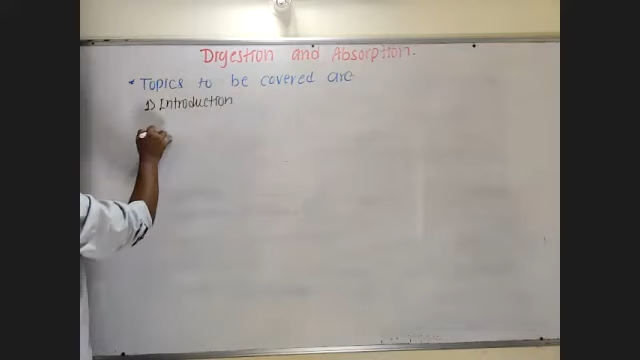 Digestion and Absorption.
* Topics to be covered are
1) Introduction